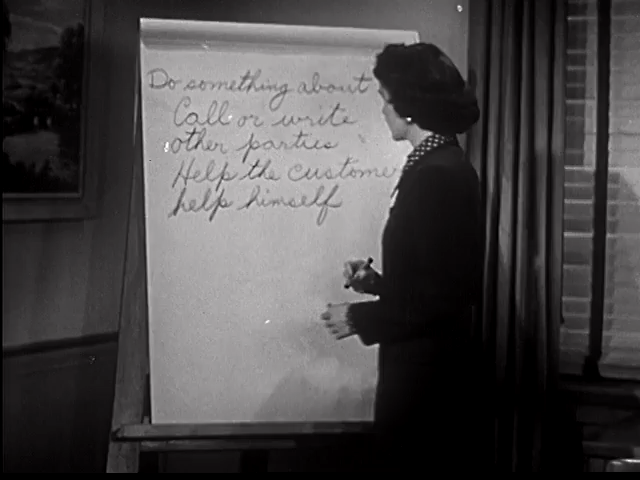 Do something about
Call or write
other parties
Help the custome
help himself